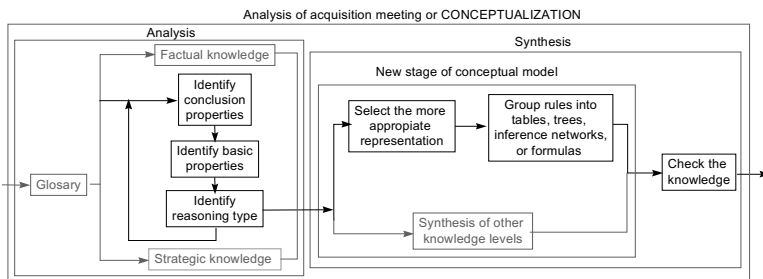 Analysis of acquisition meeting or CONCEPTUALIZATION
Analysis
Factual knowledge
Identify
conclusion
properties
Identify basic
properties
Identify
reasoning type
Glosary
Strategic knowledge
Synthesis
New stage of conceptual model
Select the more
appropiate
representation
Group rules into
tables, trees,
inference networks,
or formulas
Synthesis of other
knowledge levels
Check the
knowledge